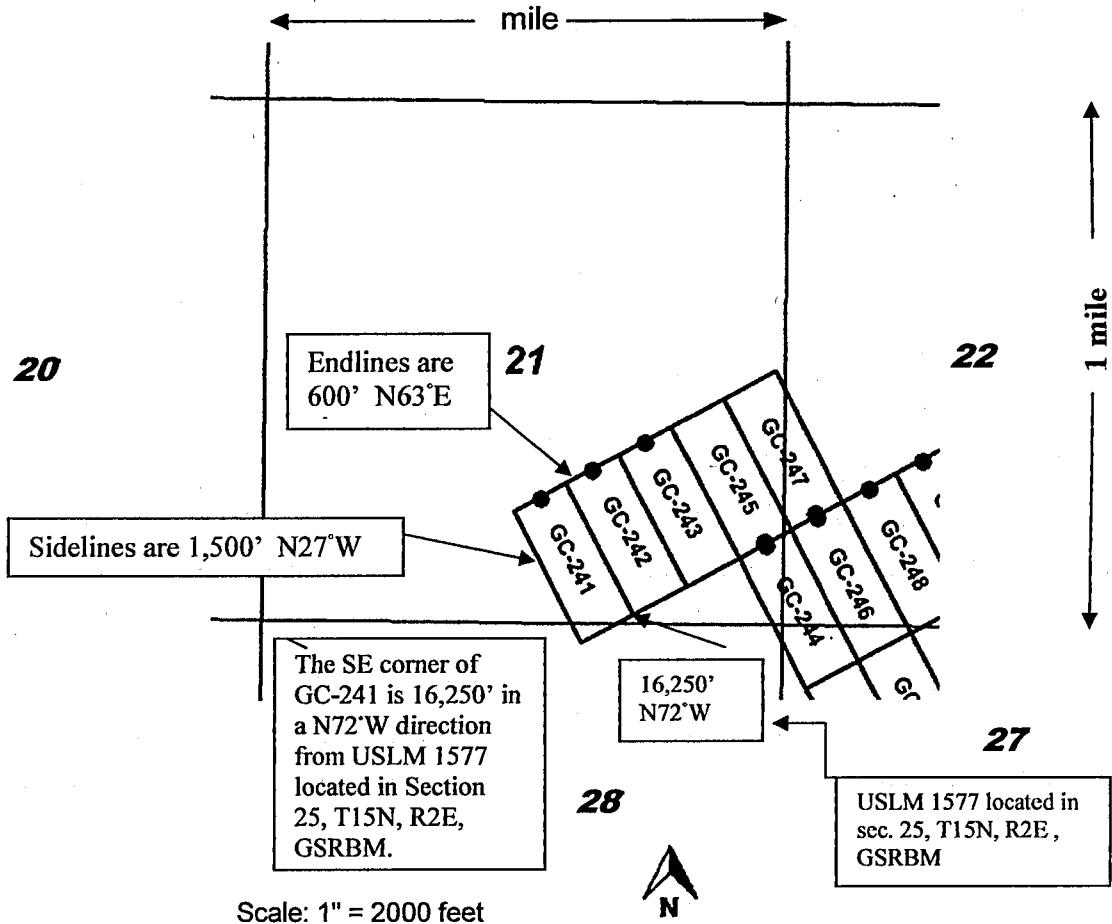 mile
1 mile
20
21
22
Endlines are
600’ N63˚E
GC-247
GC-245
GC-243
GC-242
GC-241
Sidelines are 1,500’ N27˚W
GC-248
GC-246
GC-244
GC
The SE corner of
GC-241 is 16,250’ in
a N72˚W direction
from USLM 1577
located in Section
25, T15N, R2E,
GSRBM.
16,250’
N72˚W
27
28
USLM 1577 located in
sec. 25, T15N, R2E ,
GSRBM
N
Scale: 1" = 2000 feet